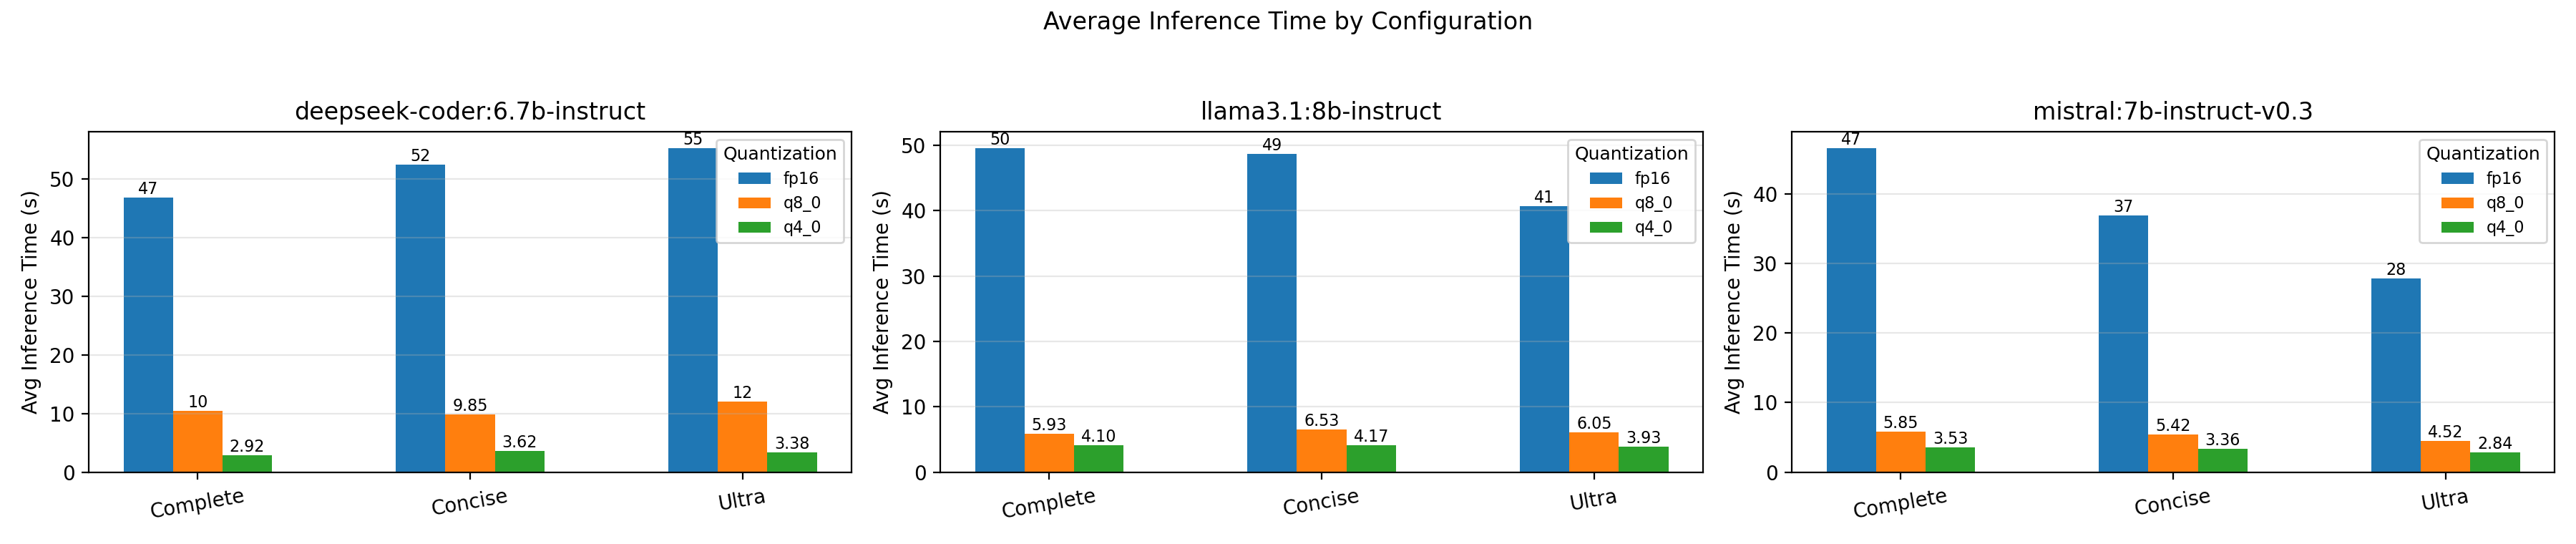 Average Inference Time by Configuration
deepseek-coder:6.7b-instruct
Avg Inference Time (s)
50
40
30
20
10
0
47
10
2.92
52
9.85
3.62
55
12
3.38
Quantization
fp16
q8_0
q4_0
Complete
Concise
Ultra
llama3.1:8b-instruct
Avg Inference Time (s)
50
40
30
20
10
0
50
5.93
4.10
49
6.53
4.17
41
6.05
3.93
Quantization
fp16
q8_0
q4_0
Complete
Concise
Ultra
mistral:7b-instruct-v0.3
Avg Inference Time (s)
40
30
20
10
0
47
5.85
3.53
37
5.42
3.36
28
4.52
2.84
Quantization
fp16
q8_0
q4_0
Complete
Concise
Ultra